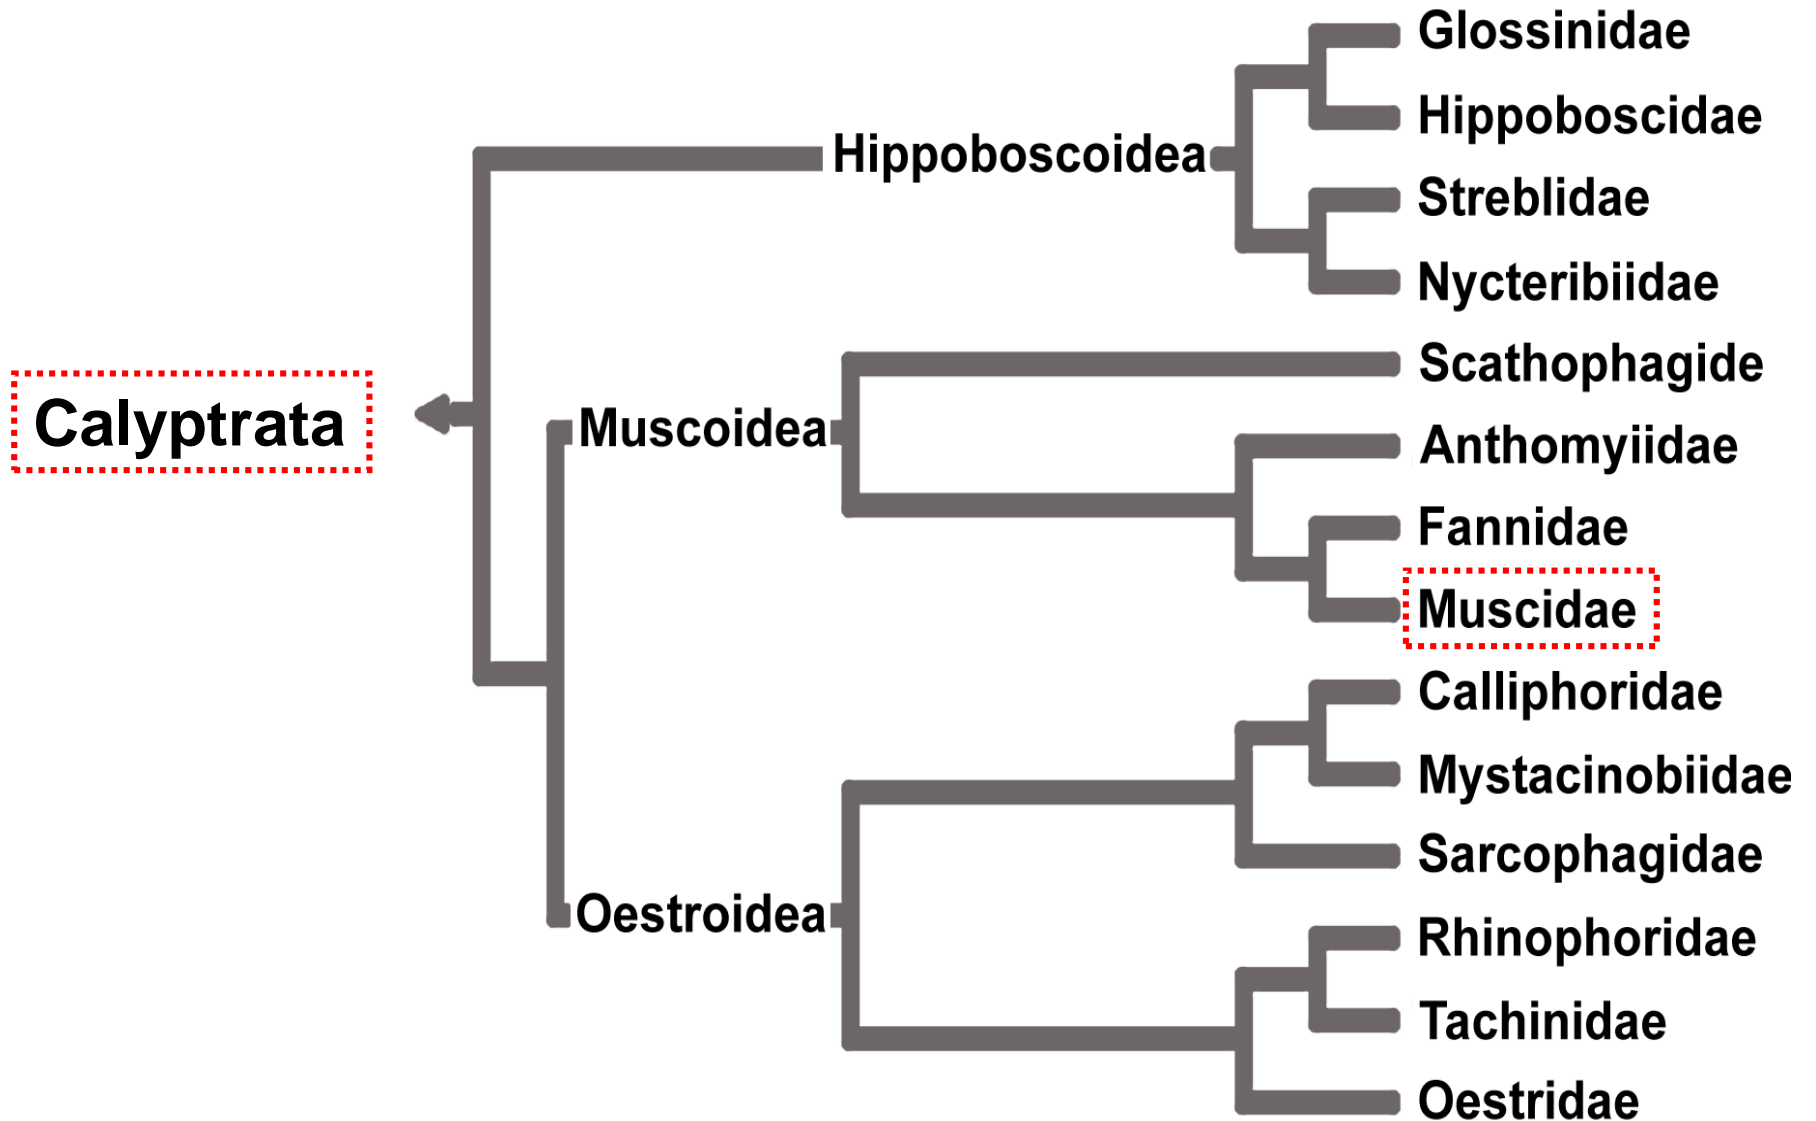 Glossinidae
Hippoboscidae
Hippoboscoidea
Streblidae
Nycteribiidae
Scathophagide
Calyptrata
Muscoidea
Anthomyiidae
Fannidae
Muscidae
Calliphoridae
Mystacinobiidae
Sarcophagidae
Oestroidea
Rhinophoridae
Tachinidae
Oestridae